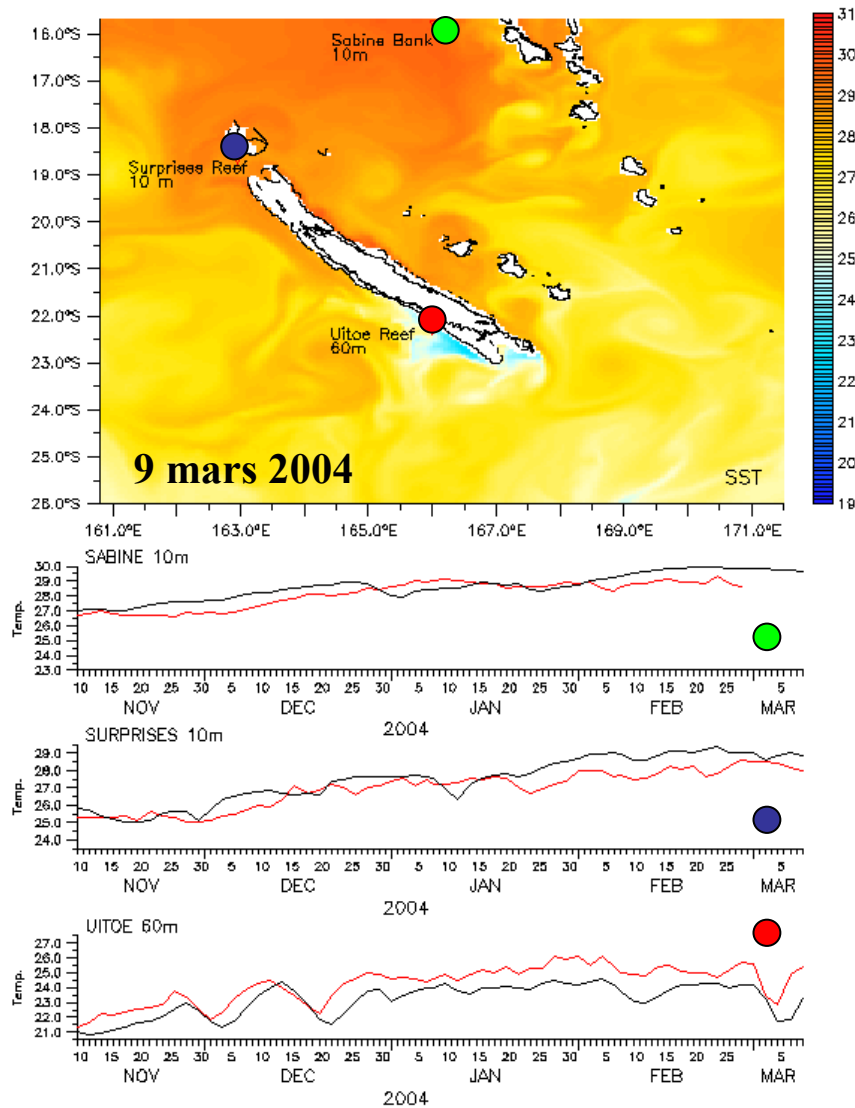 16.0°S
17.0°S
18.0°S
19.0°S
20.0°S
21.0°S
22.0°S
23.0°S
24.0°S
25.0°S
26.0°S
Sabine Bank
10m
Surprises Reef
10 m
Uitoe Reef
60m
9 mars 2004
SST
161.0°E 163.0°E 165.0°E 167.0°E 169.0°E 171.0°E
31
30
29
28
27
26
25
24
23
22
21
20
19
SABINE 10m
30.0
29.0
28.0
27.0
26.0
25.0
24.0
23.0
Temp.
10 15 20 25 30 5 10 15 20 25 30 5 10 15 20 25 30 5 10 15 20 25 5
NOV DEC JAN FEB MAR
2004
SURPRISES 10m
29.0
28.0
27.0
26.0
25.0
24.0
Temp.
10 15 20 25 30 5 10 15 20 25 30 5 10 15 20 25 30 5 10 15 20 25 5
NOV DEC JAN FEB MAR
2004
UITOE 60m
27.0
26.0
25.0
24.0
23.0
22.0
21.0
Temp.
10 15 20 25 30 5 10 15 20 25 30 5 10 15 20 25 30 5 10 15 20 25 5
NOV DEC JAN FEB MAR
2004